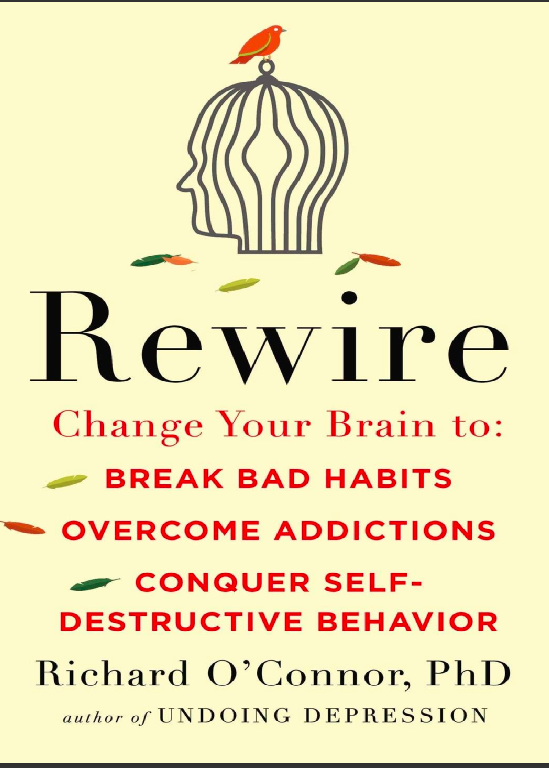 Rewire
Change Your Brain to:
BREAK BAD HABITS
OVERCOME ADDICTIONS
CONQUER SELF-
DESTRUCTIVE BEHAVIOR
Richard O’Connor, PhD
author of UNDOING DEPRESSION